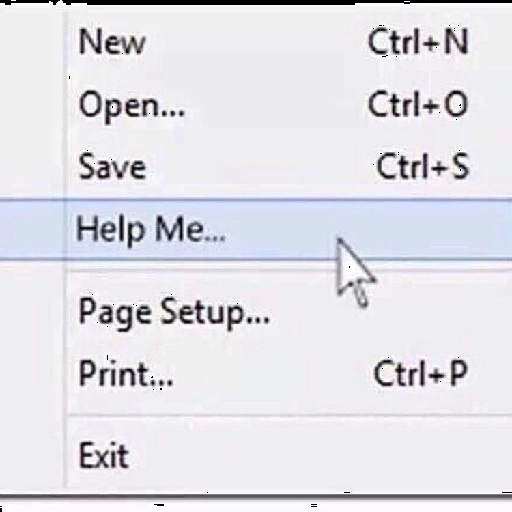 New Ctrl+N
Open... Ctrl+O
Save Ctrl+S
Help Me...
Page Setup...
Print... Ctrl+P
Exit